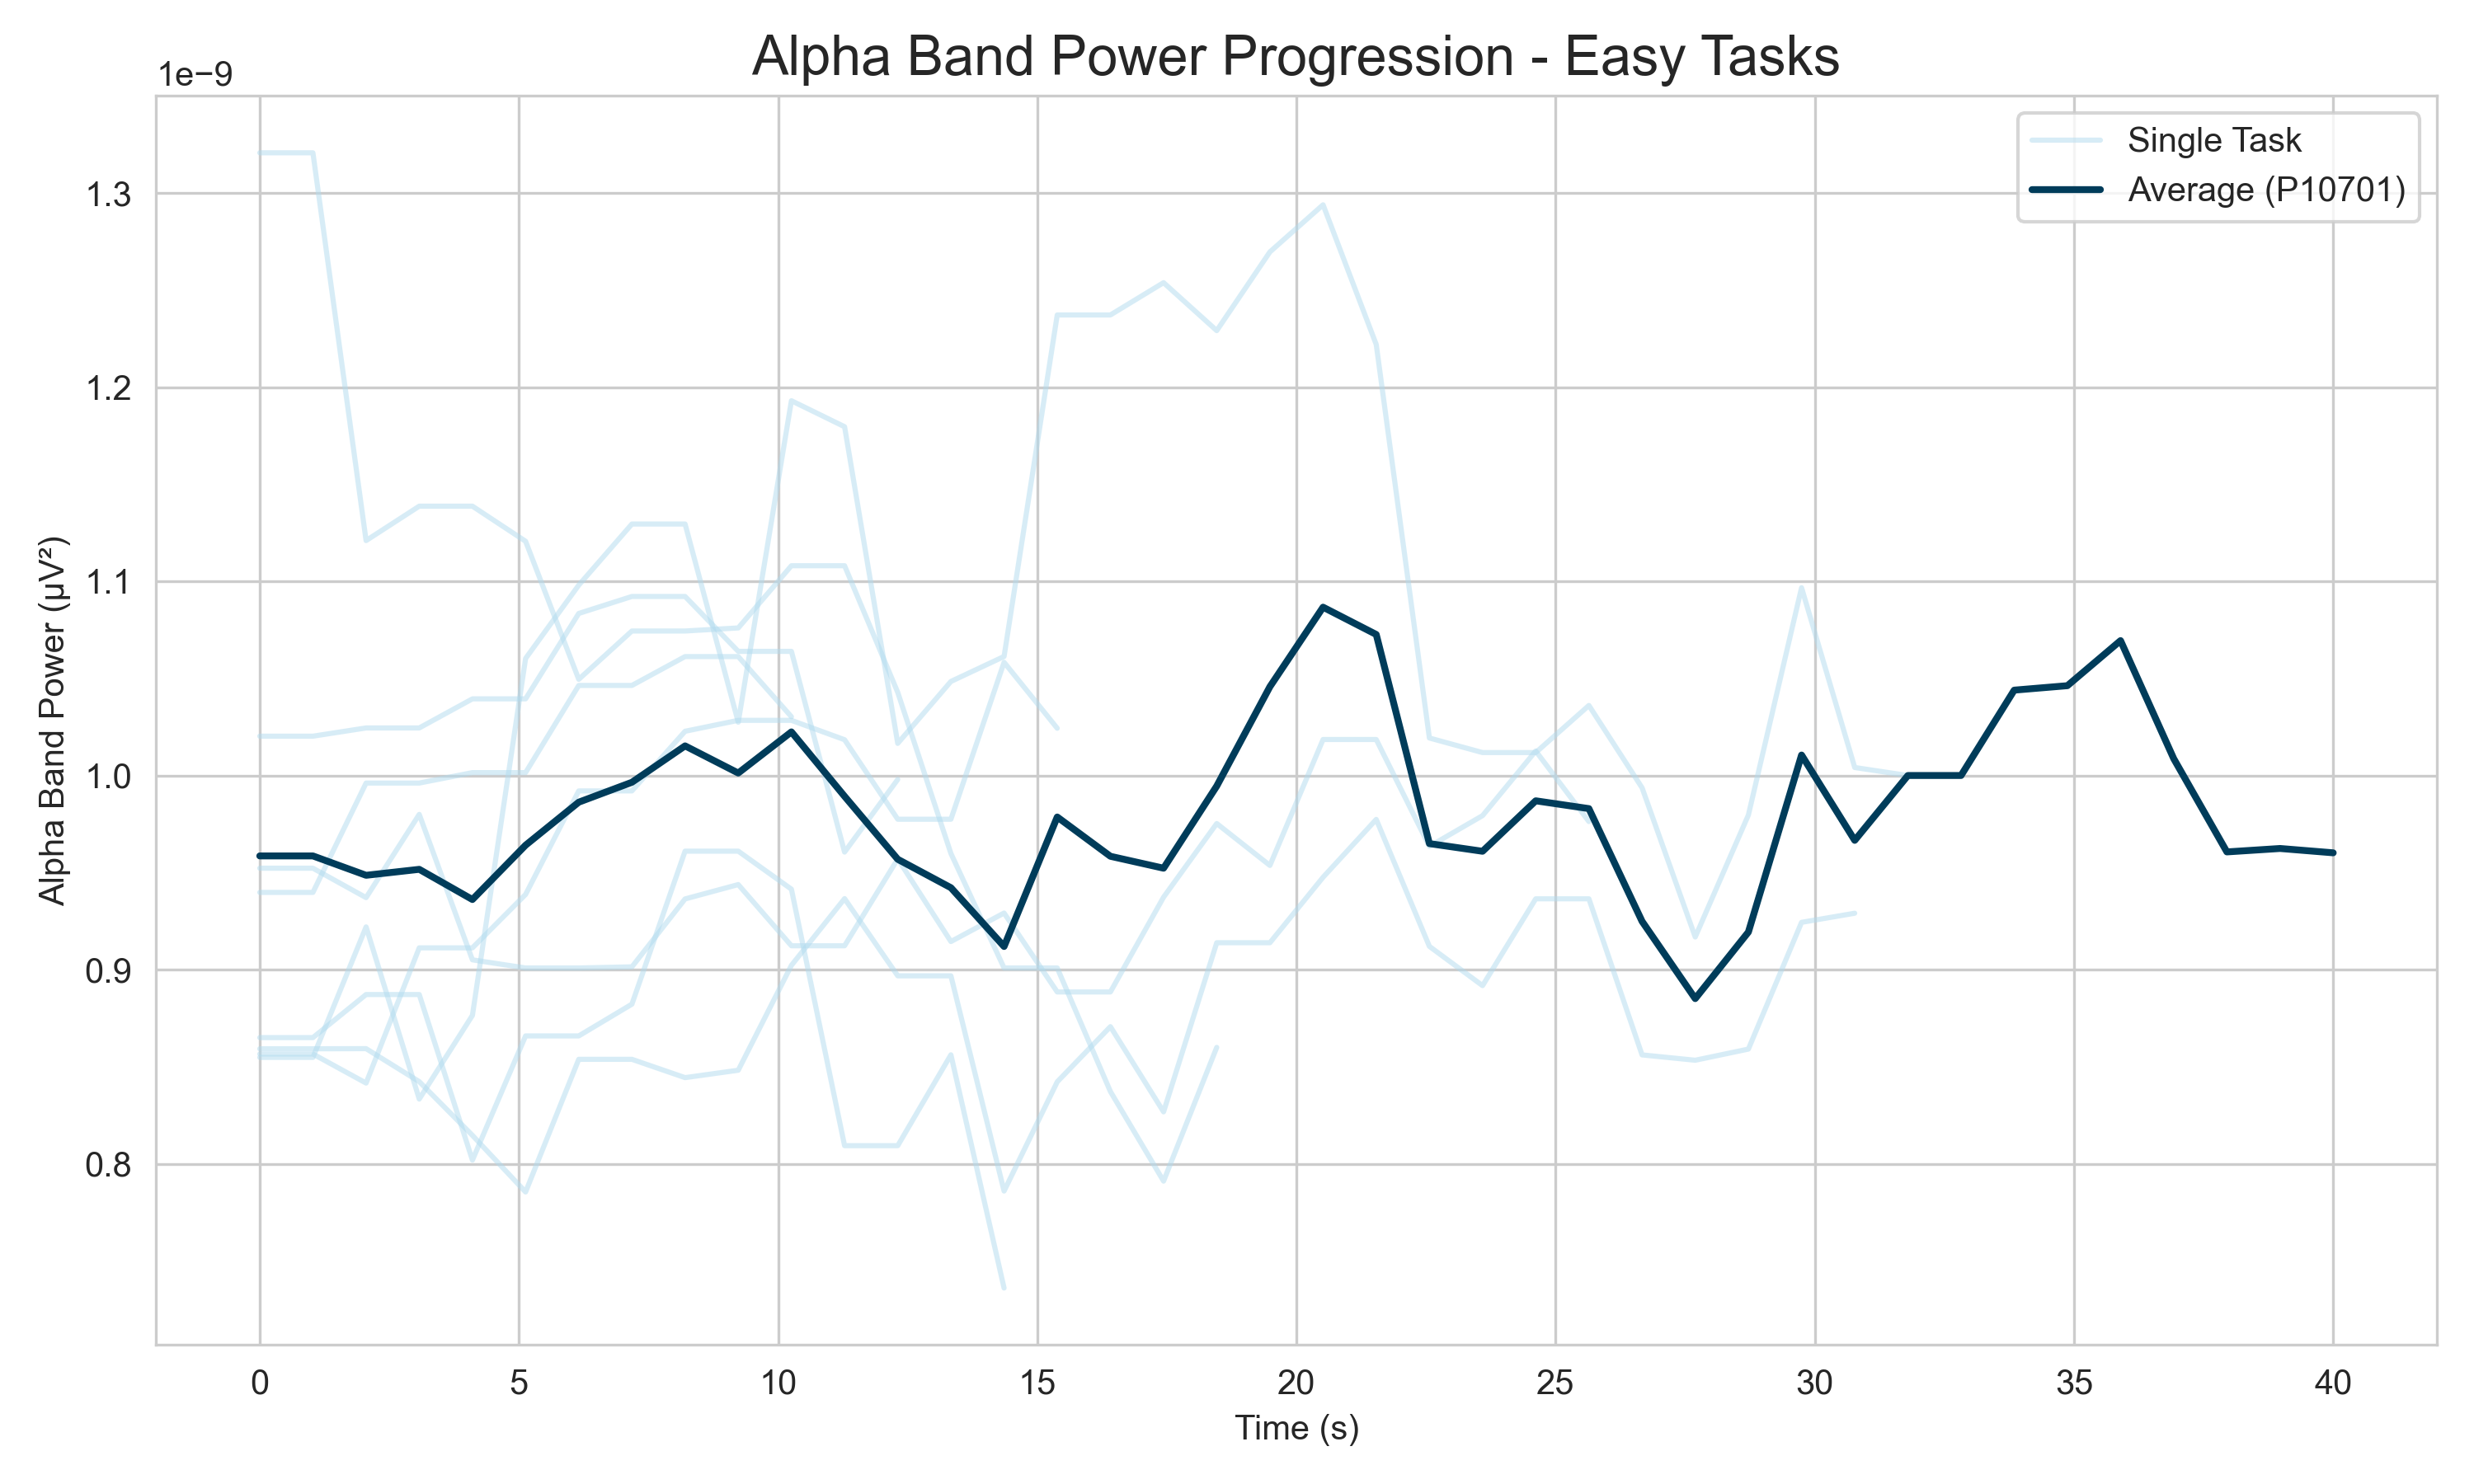 Alpha Band Power Progression - Easy Tasks
1e−9
Single Task
Average (P10701)
1.3
1.2
1.1
1.0
0.9
0.8
Alpha Band Power (µV²)
0
5
10
15
20
25
30
35
40
Time (s)